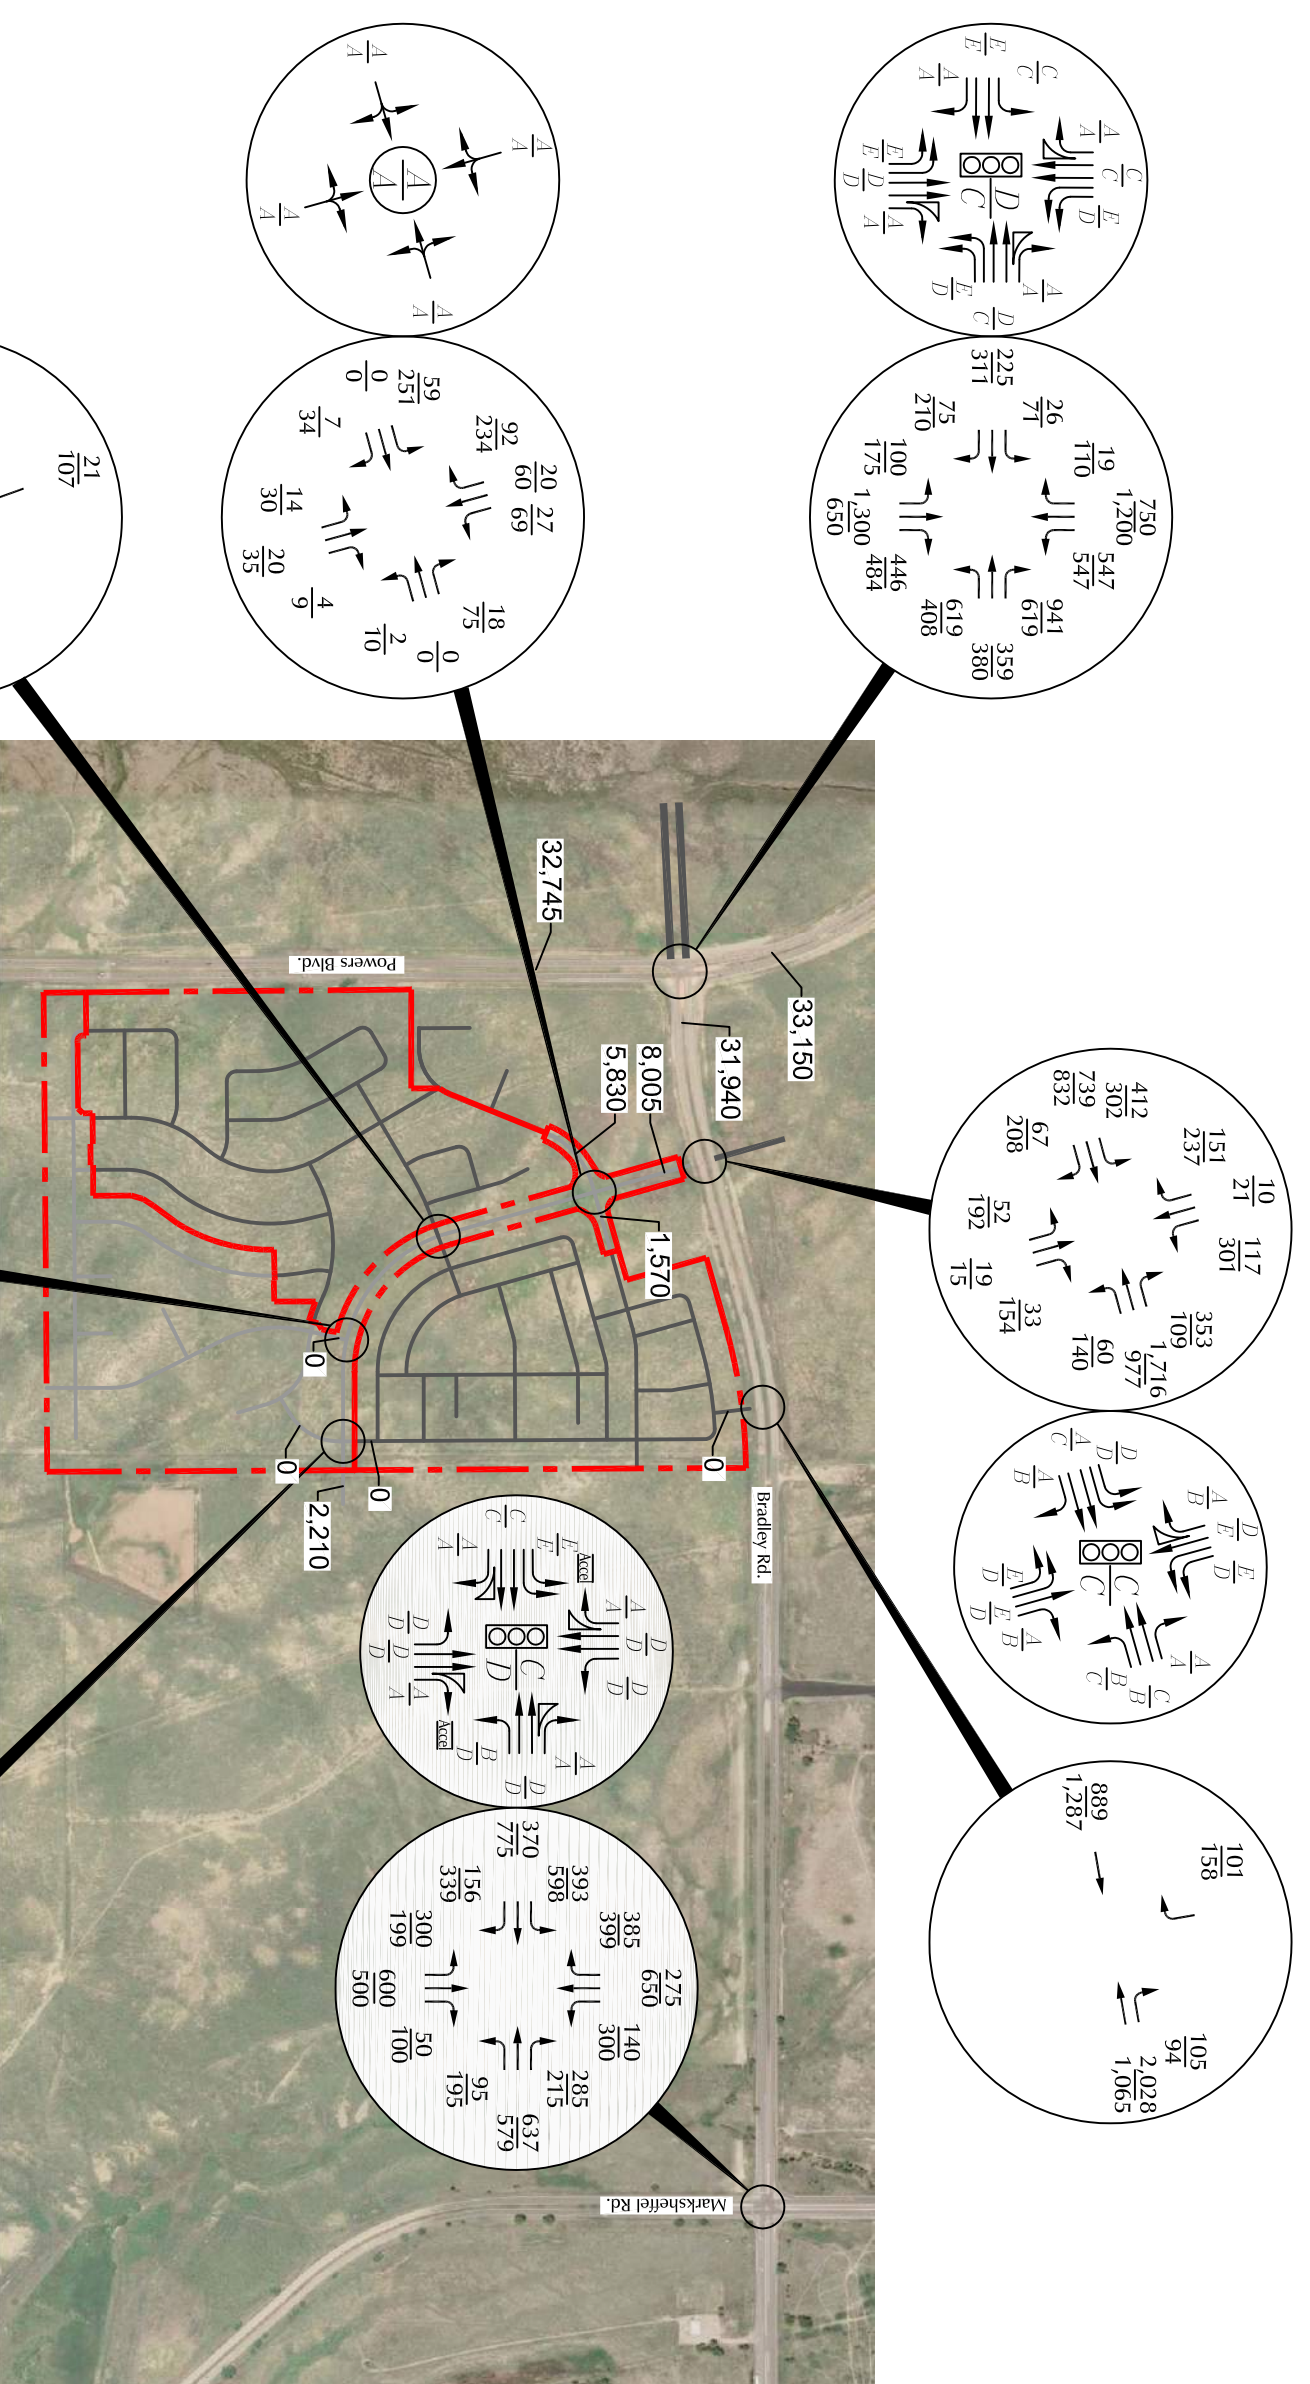 E
E
C
C
A
A
A
A
C
C
E
D
E
E
D
D
A
A
D
C
A
A
D
C
E
D
225
311
26
71
75
210
19
110
750
1,200
547
547
100
175
1,300
650
446
484
941
619
359
380
619
408
A
A
A
A
A
A
A
A
A
A
59
251
0
0
7
34
92
234
20
60
27
69
14
30
20
35
4
9
18
75
0
0
2
10
21
107
412
302
739
832
67
208
151
237
10
21
117
301
52
192
19
15
33
154
353
109
1,716
977
60
140
D
D
A
C
A
B
A
B
D
E
E
D
C
C
E
D
E
D
A
B
A
A
C
B
B
C
889
1,287
101
158
105
94
2,028
1,065
C
C
E
E
A
A
Accel
A
A
D
D
D
D
C
D
D
D
D
D
A
A
Accel
A
A
D
D
B
D
370
775
393
598
156
339
385
399
275
650
140
300
300
199
600
500
50
100
285
215
637
579
95
195
33,150
32,745
31,940
8,005
5,830
1,570
0
0
0
0
2,210
Powers Blvd.
Bradley Rd.
Marksheffel Rd.